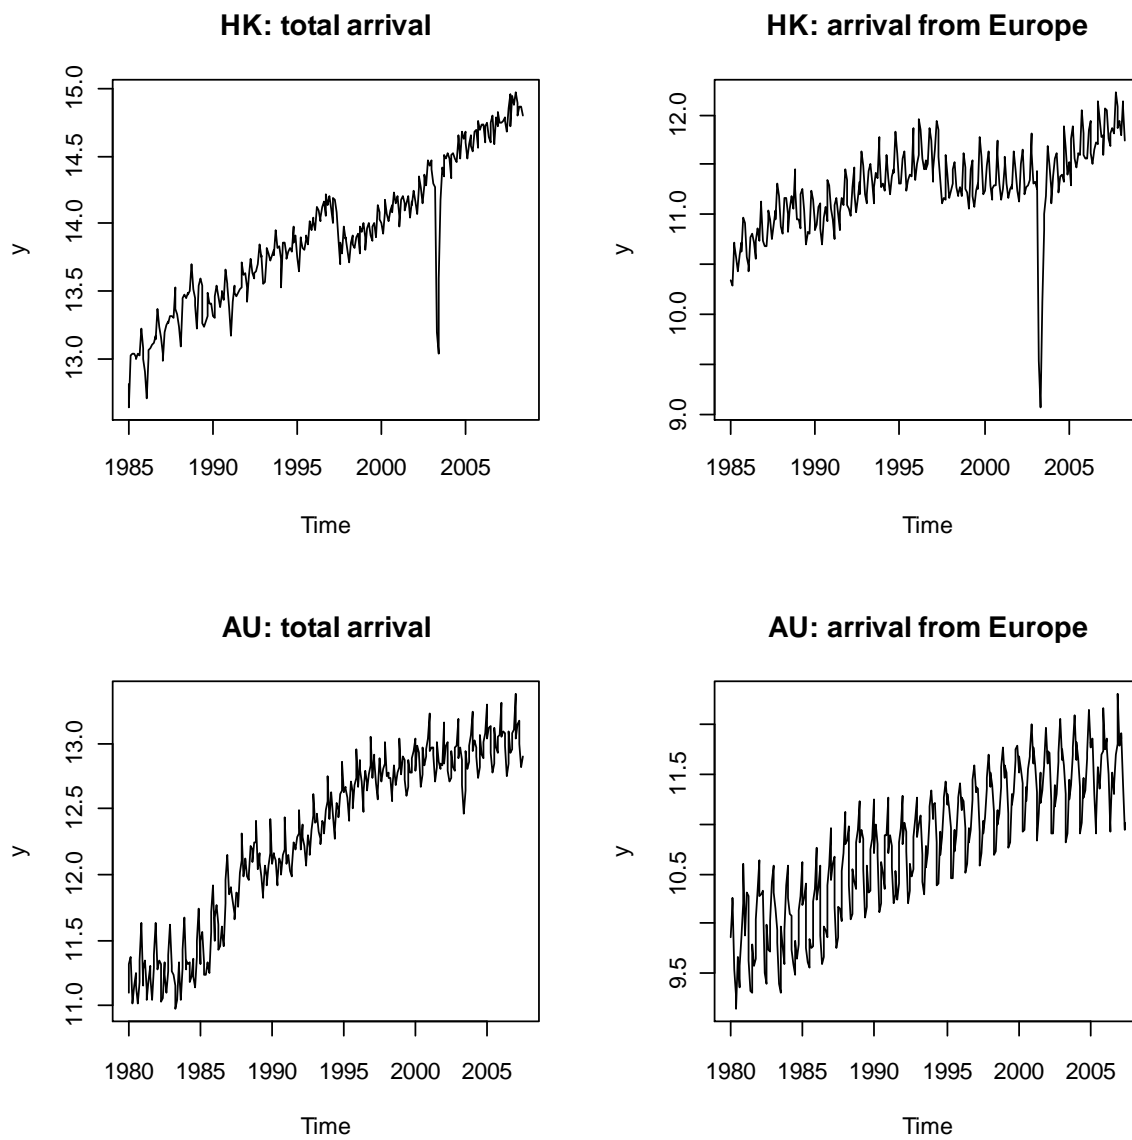 HK: total arrival
y
15.0
14.5
14.0
13.5
13.0
1985 1990 1995 2000 2005
Time
HK: arrival from Europe
y
12.0
11.0
10.0
9.0
1985 1990 1995 2000 2005
Time
AU: total arrival
y
13.0
12.5
12.0
11.5
11.0
1980 1985 1990 1995 2000 2005
Time
AU: arrival from Europe
y
11.5
10.5
9.5
1980 1985 1990 1995 2000 2005
Time